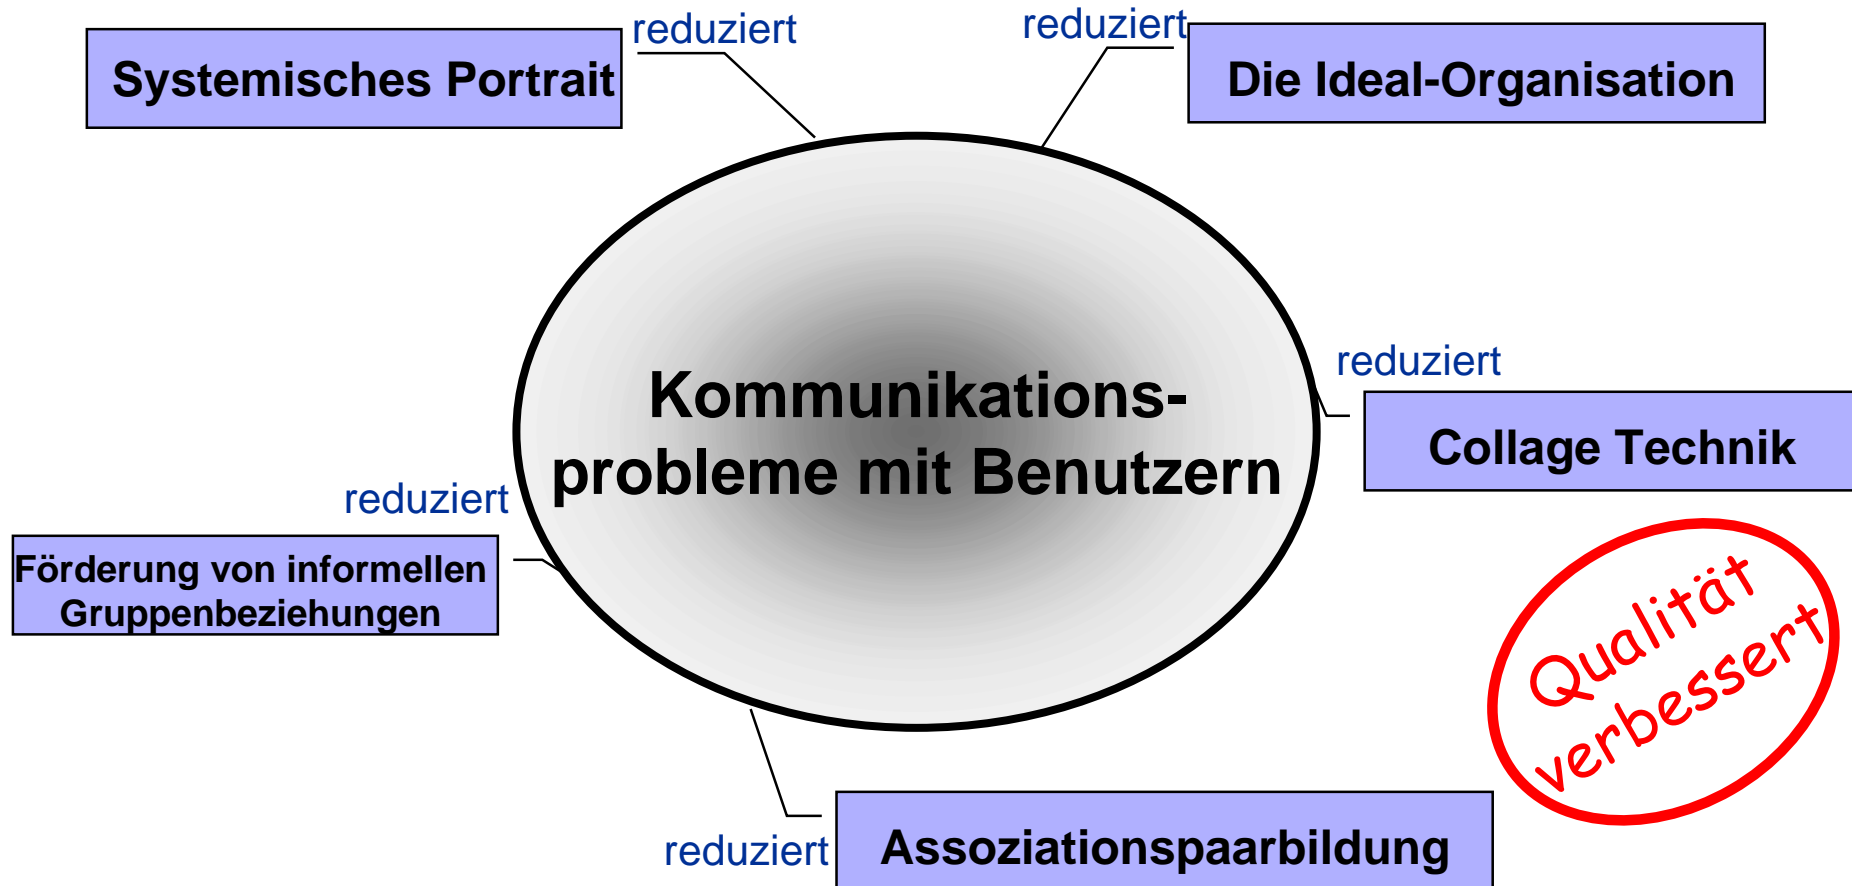 reduziert
reduziert
Systemisches Portrait
Die Ideal-Organisation
reduziert
Kommunikations-
probleme mit Benutzern
Collage Technik
reduziert
Förderung von informellen
Gruppenbeziehungen
Qualität
verbessert
reduziert
Assoziationspaarbildung